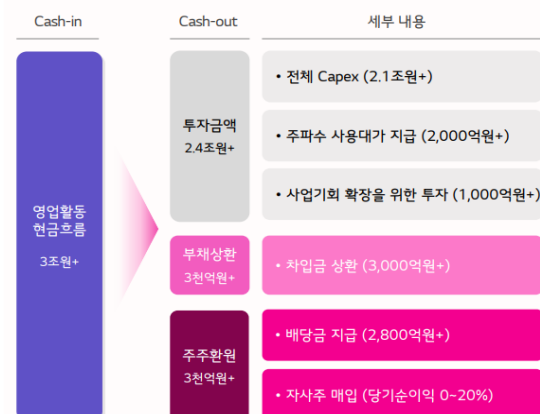 Cash-in
Cash-out
세부 내용
영업활동
현금흐름
3조원+
투자금액
2.4조원+
• 전체 Capex (2.1조원+)
• 주파수 사용대가 지급 (2,000억원+)
• 사업기회 확장을 위한 투자 (1,000억원+)
부채상환
3천억원+
• 차입금 상환 (3,000억원+)
주주환원
3천억원+
• 배당금 지급 (2,800억원+)
• 자사주 매입 (당기순이익 0~20%)